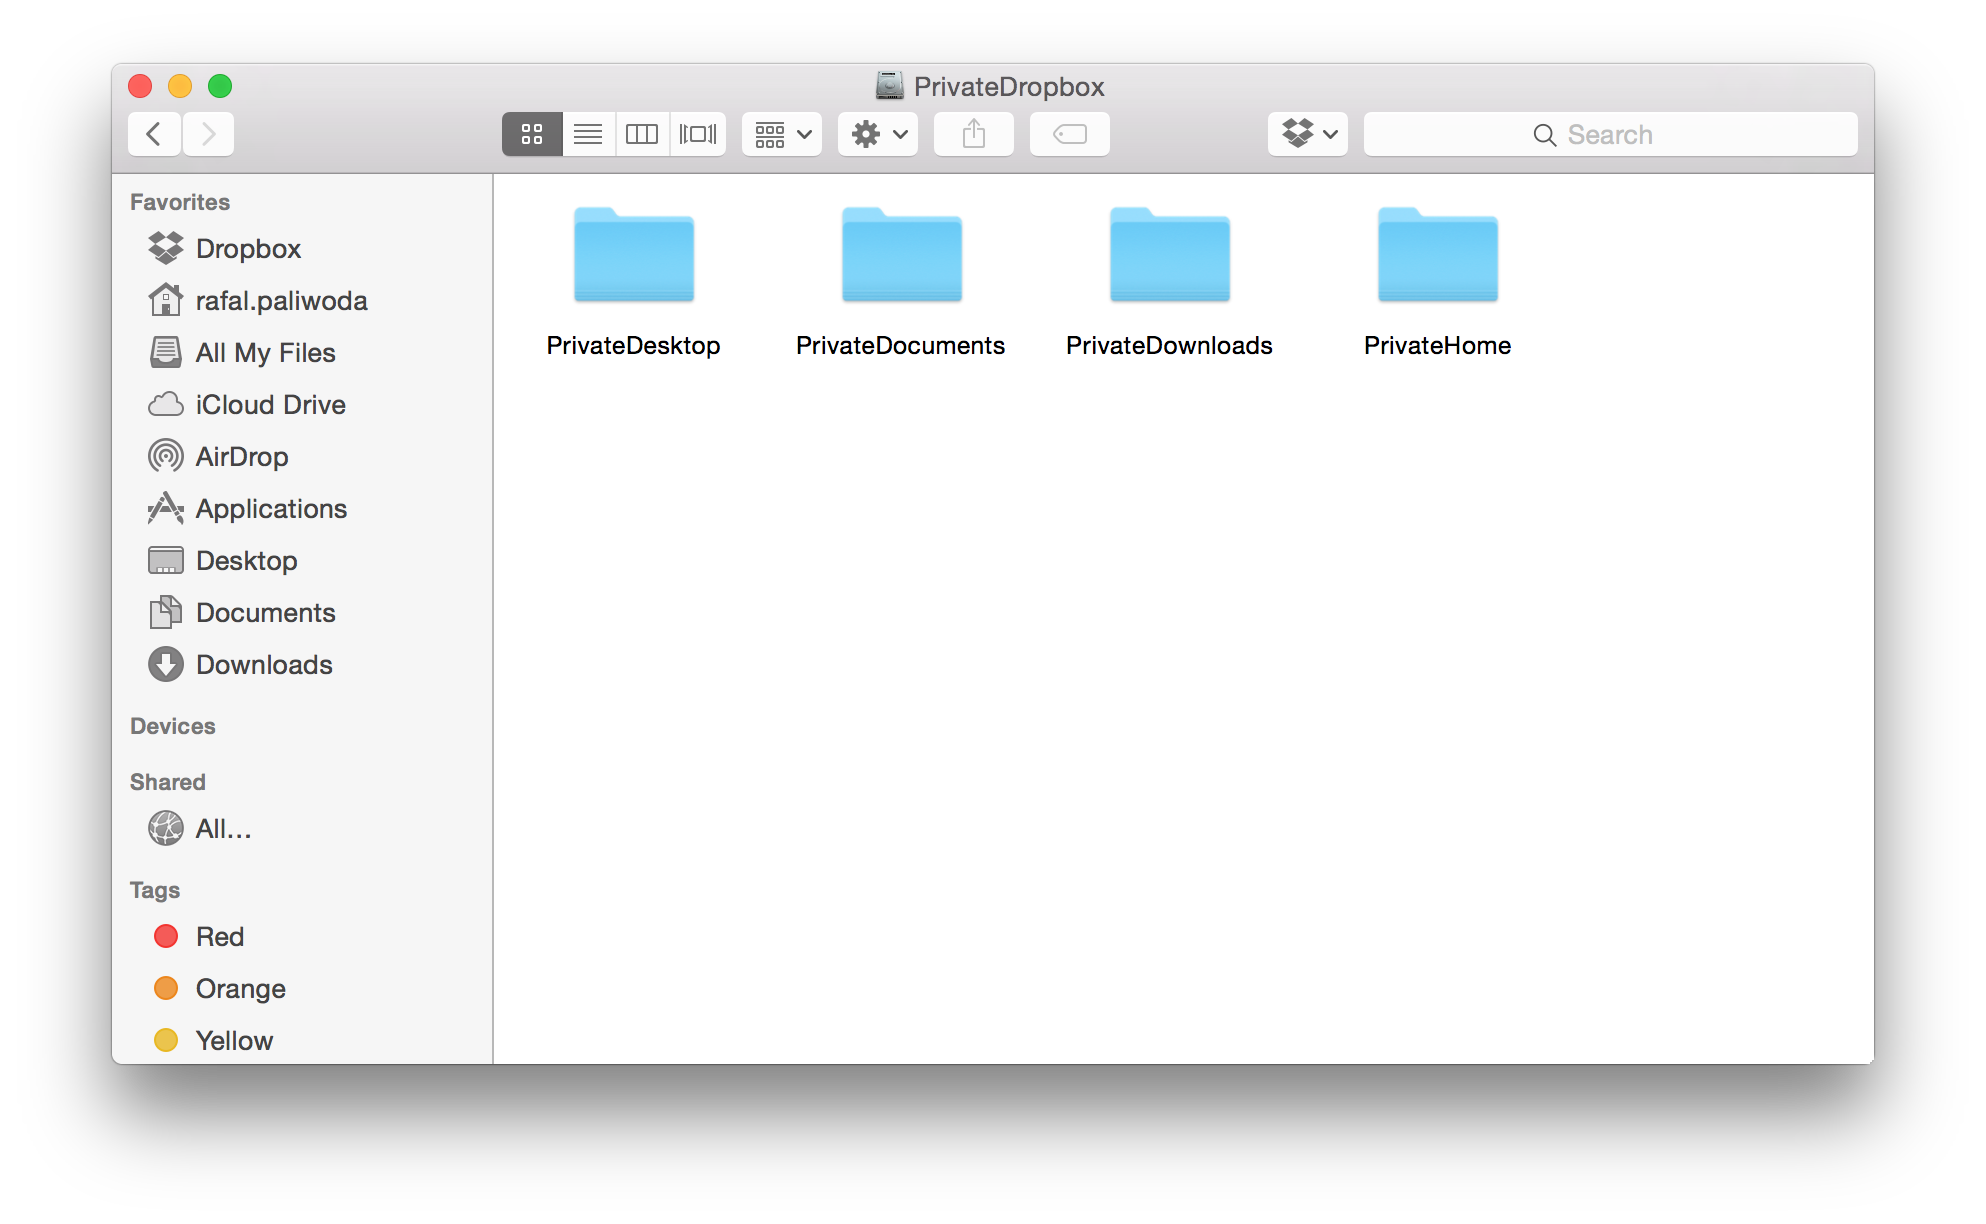 PrivateDropbox
Search
Favorites
Dropbox
rafal.paliwoda
All My Files
iCloud Drive
AirDrop
Applications
Desktop
Documents
Downloads
Devices
Shared
All...
Tags
Red
Orange
Yellow
PrivateDesktop
PrivateDocuments
PrivateDownloads
PrivateHome